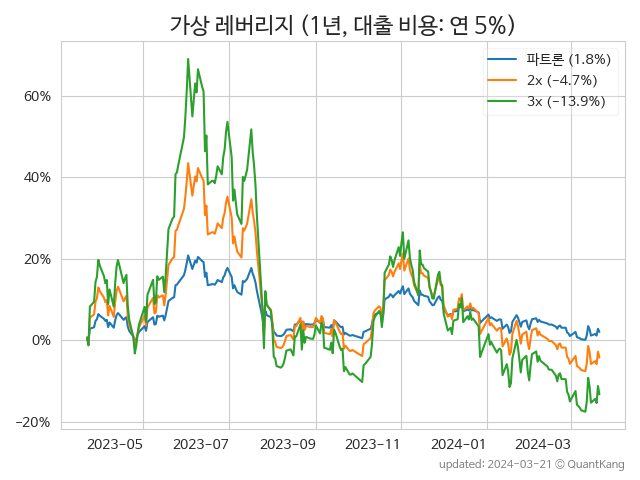 가상 레버리지 (1년, 대출 비용: 연 5%)
파트론 (1.8%)
2x (−4.7%)
3x (−13.9%)
60%
40%
20%
0%
−20%
2023-05 2023-07 2023-09 2023-11 2024-01 2024-03
updated: 2024-03-21 © QuantKang